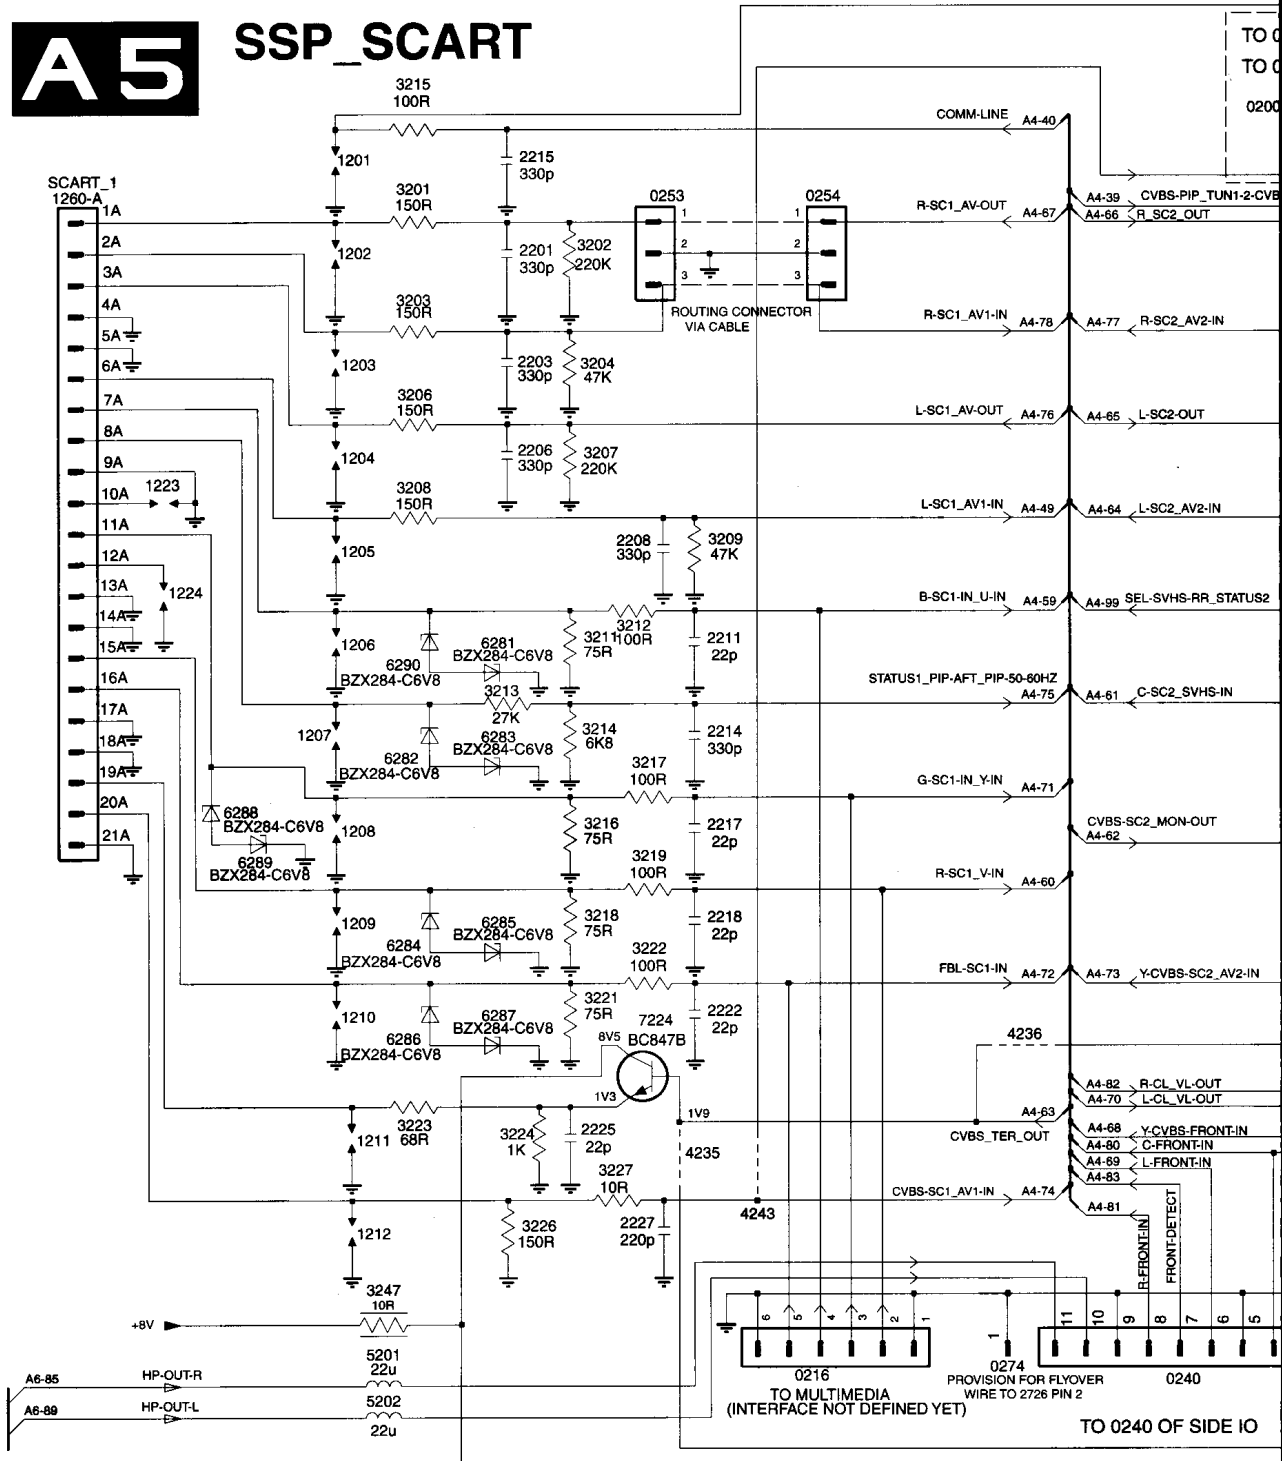 A5
SSP_SCART
3215
100R
COMM-LINE
A4-40
TO
TO
0200
1201
2215
330p
SCART_1
1260-A
1A
2A
3A
4A
5A
6A
7A
8A
9A
10A
11A
12A
13A
14A
15A
16A
17A
18A
19A
20A
21A
1223
1224
3201
150R
1202
2201
330p
3202
220K
0253
1
2
3
0254
1
2
3
ROUTING CONNECTOR
VIA CABLE
R-SC1_AV-OUT
A4-67
A4-39
CVBS-PIP_TUN1-2-CVB
A4-66
R_SC2_OUT
3203
150R
1203
2203
330p
3204
47K
R-SC1_AV1-IN
A4-78
A4-77
R-SC2_AV2-IN
3206
150R
1204
2206
330p
3207
220K
L-SC1_AV-OUT
A4-76
A4-65
L-SC2-OUT
3208
150R
1205
2208
330p
3209
47K
L-SC1_AV1-IN
A4-49
A4-64
L-SC2_AV2-IN
B-SC1-IN_U-IN
A4-59
A4-99
SEL-SVHS-RR_STATUS2
1206
6290
BZX284-C6V8
6281
BZX284-C6V8
3211
75R
3212
100R
2211
22p
STATUS1_PIP-AFT_PIP-50-60HZ
A4-75
A4-61
C-SC2_SVHS-IN
3213
27K
1207
6282
BZX284-C6V8
6283
BZX284-C6V8
3214
6K8
2214
330p
3217
100R
G-SC1-IN_Y-IN
A4-71
CVBS-SC2_MON-OUT
A4-62
6288
BZX284-C6V8
6289
BZX284-C6V8
1208
3216
75R
2217
22p
3219
100R
R-SC1_V-IN
A4-60
1209
6284
BZX284-C6V8
6285
BZX284-C6V8
3218
75R
2218
22p
3222
100R
FBL-SC1-IN
A4-72
A4-73
Y-CVBS-SC2_AV2-IN
1210
6286
BZX284-C6V8
6287
BZX284-C6V8
3221
75R
2222
22p
7224
BC847B
8V5
1V3
1V9
4236
4235
A4-63
CVBS_TER_OUT
A4-82
R-CL_VL-OUT
A4-70
L-CL_VL-OUT
A4-68
Y-CVBS-FRONT-IN
A4-80
C-FRONT-IN
A4-69
L-FRONT-IN
A4-83
A4-81
R-FRONT-IN
FRONT-DETECT
1211
3223
68R
3224
1K
2225
22p
3227
10R
CVBS-SC1_AV1-IN
A4-74
4243
1212
3226
150R
2227
220p
3247
10R
+8V
5201
22u
5202
22u
A6-85
HP-OUT-R
A6-89
HP-OUT-L
6
5
4
3
2
1
0216
TO MULTIMEDIA
(INTERFACE NOT DEFINED YET)
1
0274
PROVISION FOR FLYOVER
WIRE TO 2726 PIN 2
11
10
9
8
7
6
5
0240
TO 0240 OF SIDE IO